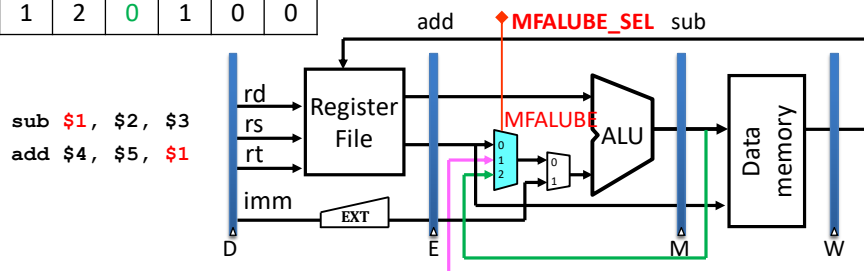 1 2 0 1 0 0
add MFALUBE_SEL sub
sub $1, $2, $3
add $4, $5, $1
rd
rs
rt
imm
Register
File
EXT
MFALUBE
0
1
2
0
1
ALU
Data
memory
D E M W